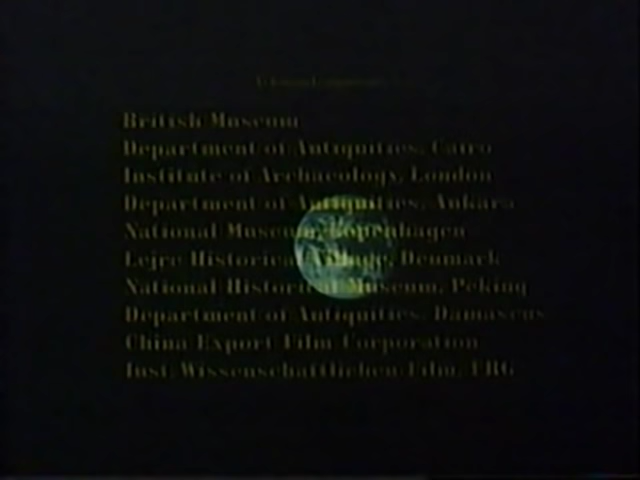 British Museum
Department of Antiquities, Cairo
Institute of Archaeology, London
Department of Antiquities, Ankara
National Museum, Kopenhagen
Lejre Historical Village, Denmark
National Historical Museum, Peking
Department of Antiquities, Damascus
China Export Film Corporation
Inst. Wissenschaftlichen Film, FRG